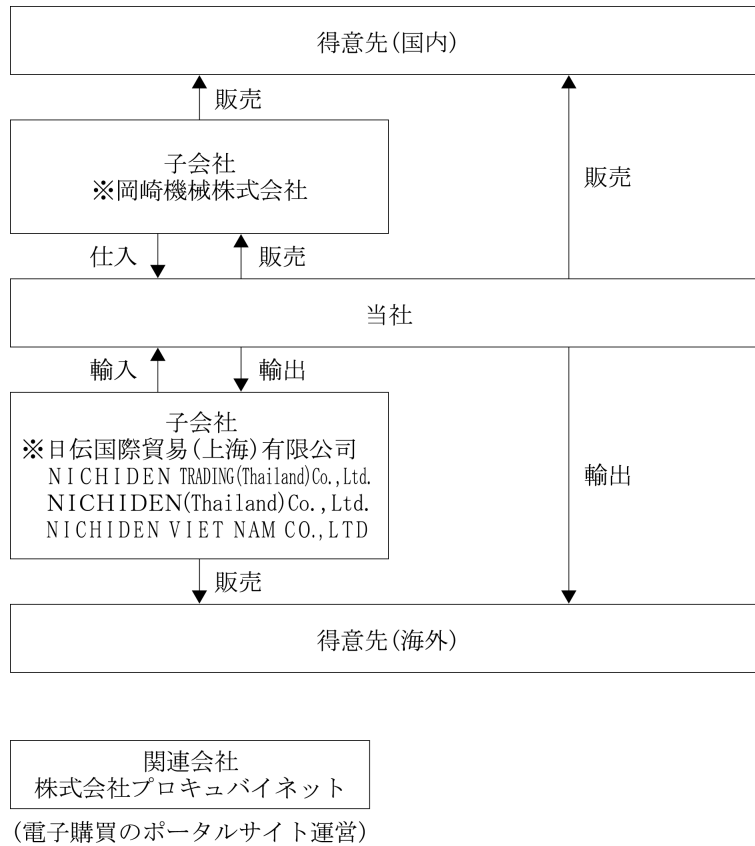 得意先(国内)
販売
子会社
※岡崎機械株式会社
販売
仕入
販売
当社
輸入
輸出
子会社
※日伝国際貿易(上海)有限公司
NICHIDEN TRADING(Thailand)Co.,Ltd.
NICHIDEN(Thailand)Co.,Ltd.
NICHIDEN VIET NAM CO.,LTD
輸出
販売
得意先(海外)
関連会社
株式会社プロキュバイネット
(電子購買のポータルサイト運営)